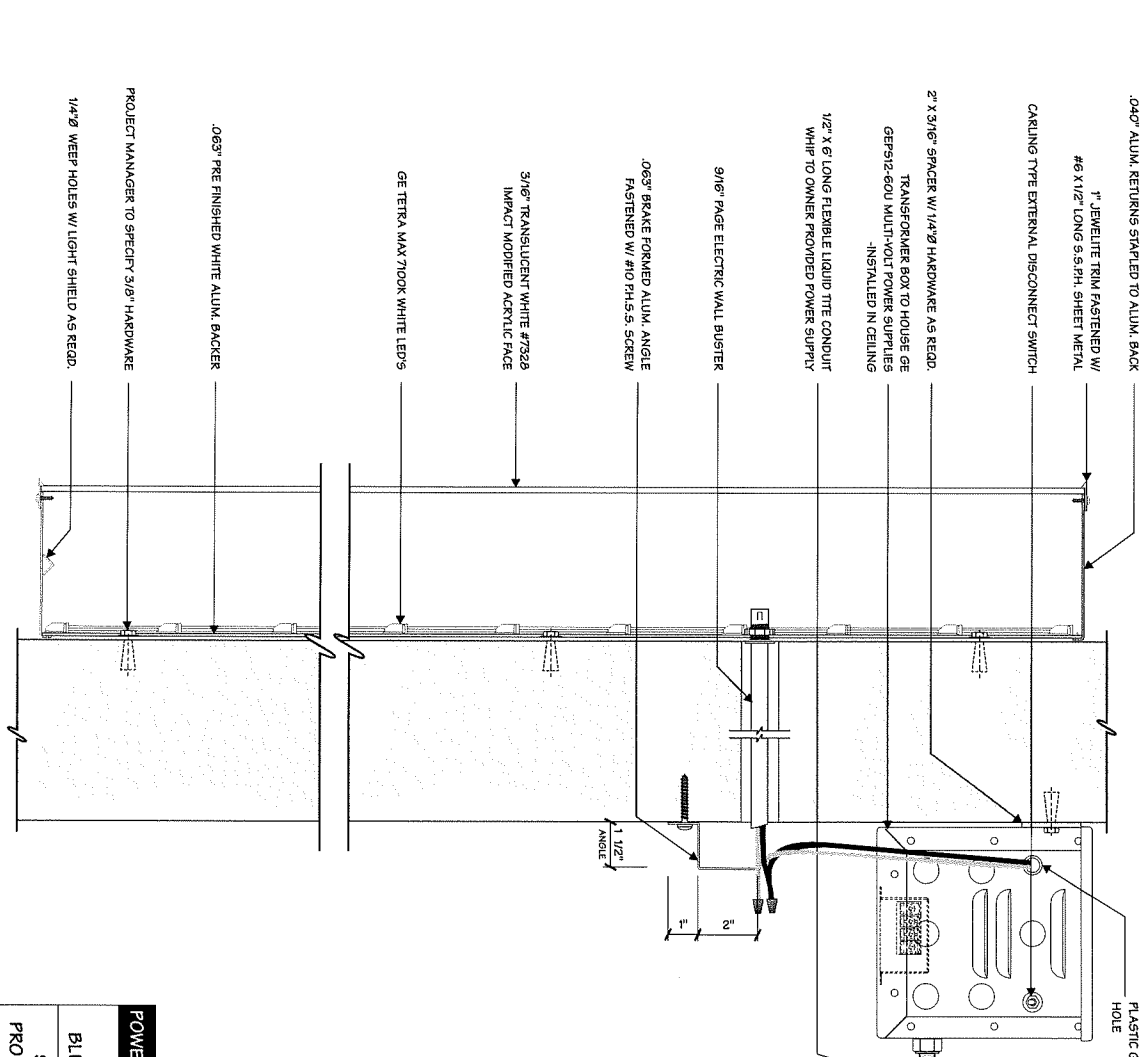 .040" ALUM. RETURNS STAPLED TO ALUM. BACK
1" JEWELITE TRIM FASTENED W/
#6 X 1/2" LONG S.S.P.H. SHEET METAL
CARLING TYPE EXTERNAL DISCONNECT SWITCH
2" X 3/16" SPACER W/ 1/4"Ø HARDWARE AS REQD.
TRANSFORMER BOX TO HOUSE GE
GEPS12-60U MULTI-VOLT POWER SUPPLIES
-INSTALLED IN CEILING
1/2" X 6' LONG FLEXIBLE LIQUID TITE CONDUIT
WHIP TO OWNER PROVIDED POWER SUPPLY
9/16" PAGE ELECTRIC WALL BUSTER
.063" BRAKE FORMED ALUM. ANGLE
FASTENED W/ #10 P.H.S.S. SCREW
3/16" TRANSLUCENT WHITE #7328
IMPACT MODIFIED ACRYLIC FACE
GE TETRA MAX 7100K WHITE LED'S
.063" PRE FINISHED WHITE ALUM. BACKER
PROJECT MANAGER TO SPECIFY 3/8" HARDWARE
1/4"Ø WEEP HOLES W/ LIGHT SHIELD AS REQD.
1 1/2"
ANGLE
1"
2"
PLASTIC
HOLE
POWE
BL
PRO